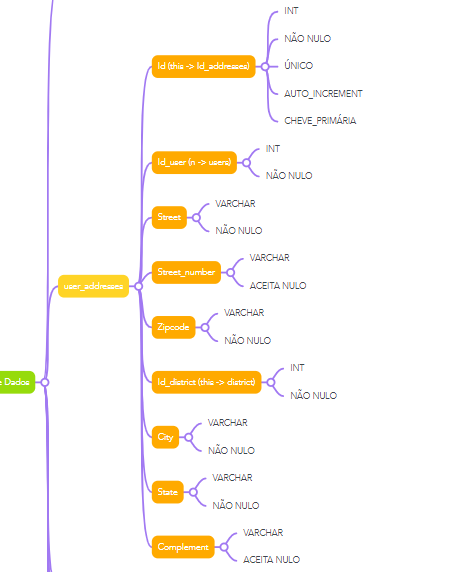 INT
NÃO NULO
Id (this -> Id_addresses)
ÚNICO
AUTO_INCREMENT
CHEVE_PRIMÁRIA
INT
Id_user (n -> users)
NÃO NULO
VARCHAR
Street
NÃO NULO
VARCHAR
Street_number
ACEITA NULO
user_addresses
VARCHAR
Zipcode
NÃO NULO
INT
e Dados
Id_district (this -> district)
NÃO NULO
VARCHAR
City
NÃO NULO
VARCHAR
State
NÃO NULO
VARCHAR
Complement
ACEITA NULO